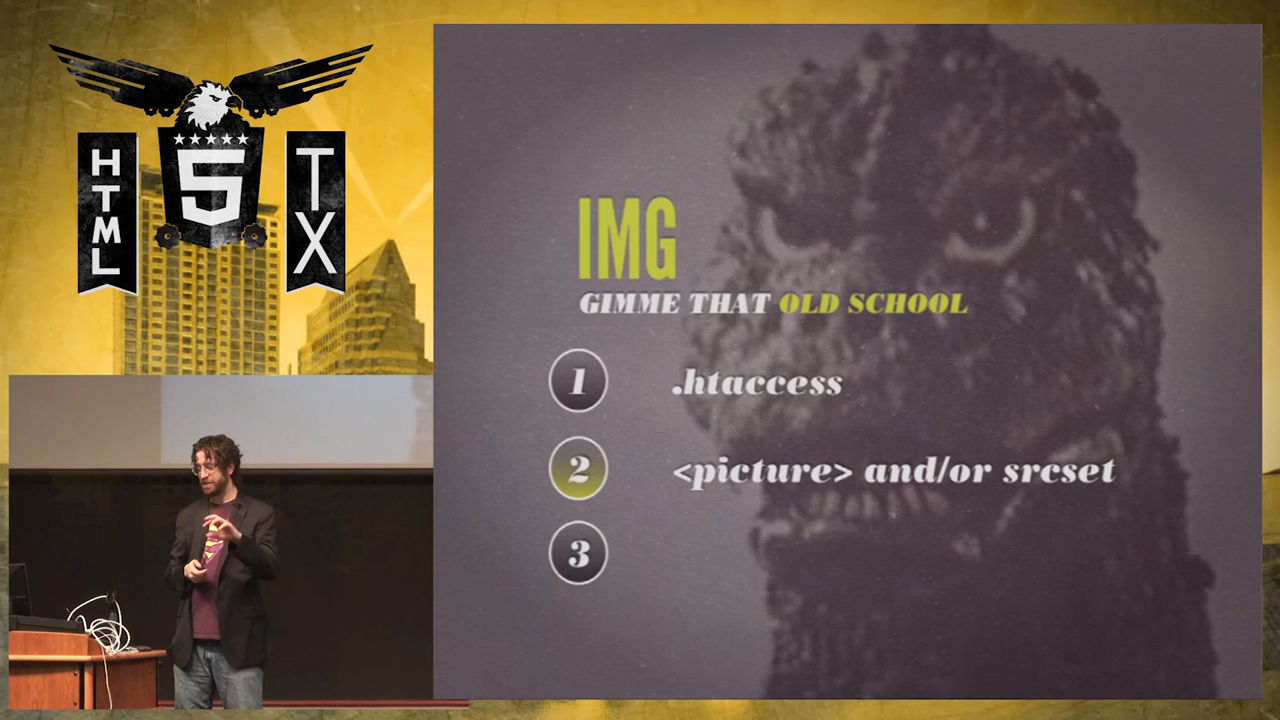 HTML
5
TX
IMG
GIMME THAT OLD SCHOOL
1 .htaccess
2 <picture> and/or srcset
3